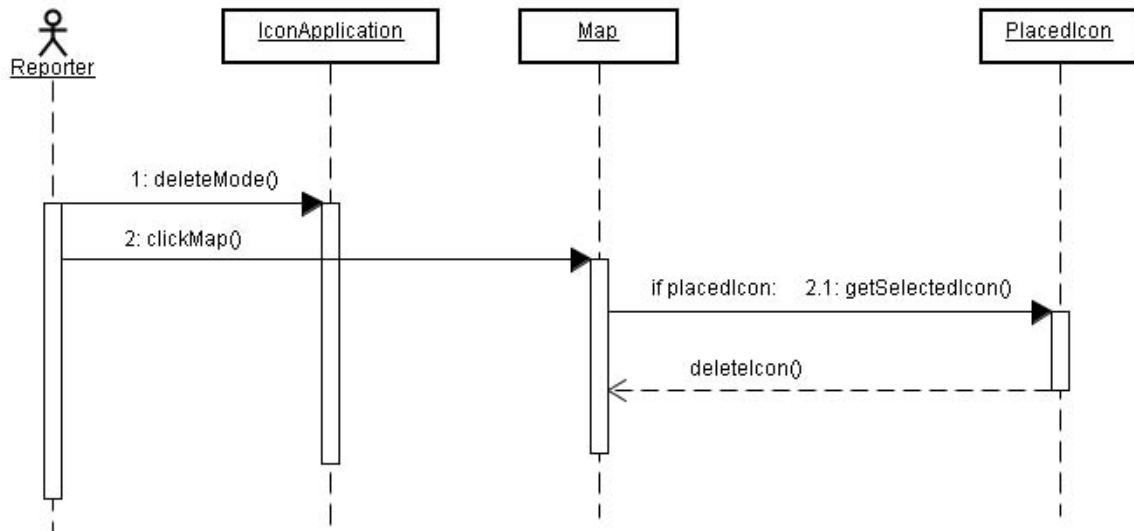 Reporter
IconApplication
Map
PlacedIcon
1: deleteMode()
2: clickMap()
if placedIcon: 2.1: getSelectedIcon()
deleteIcon()